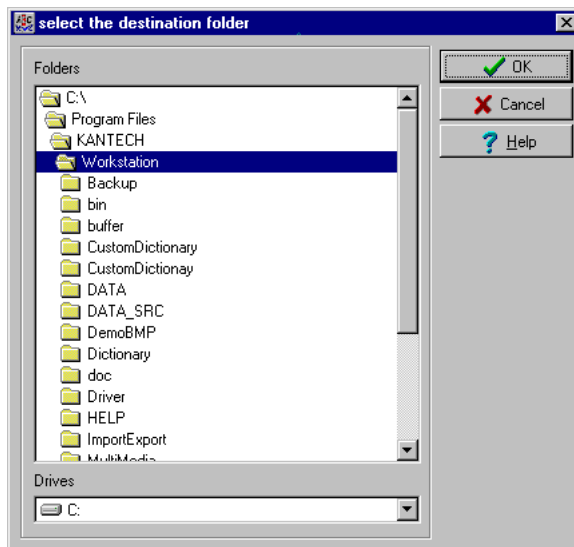 select the destination folder
Folders
C:\
Program Files
KANTECH
Workstation
Backup
bin
buffer
CustomDictionary
CustomDictionay
DATA
DATA_SRC
DemoBMP
Dictionary
doc
Driver
HELP
ImportExport
MultiMedia
Drives
C:
OK
Cancel
Help